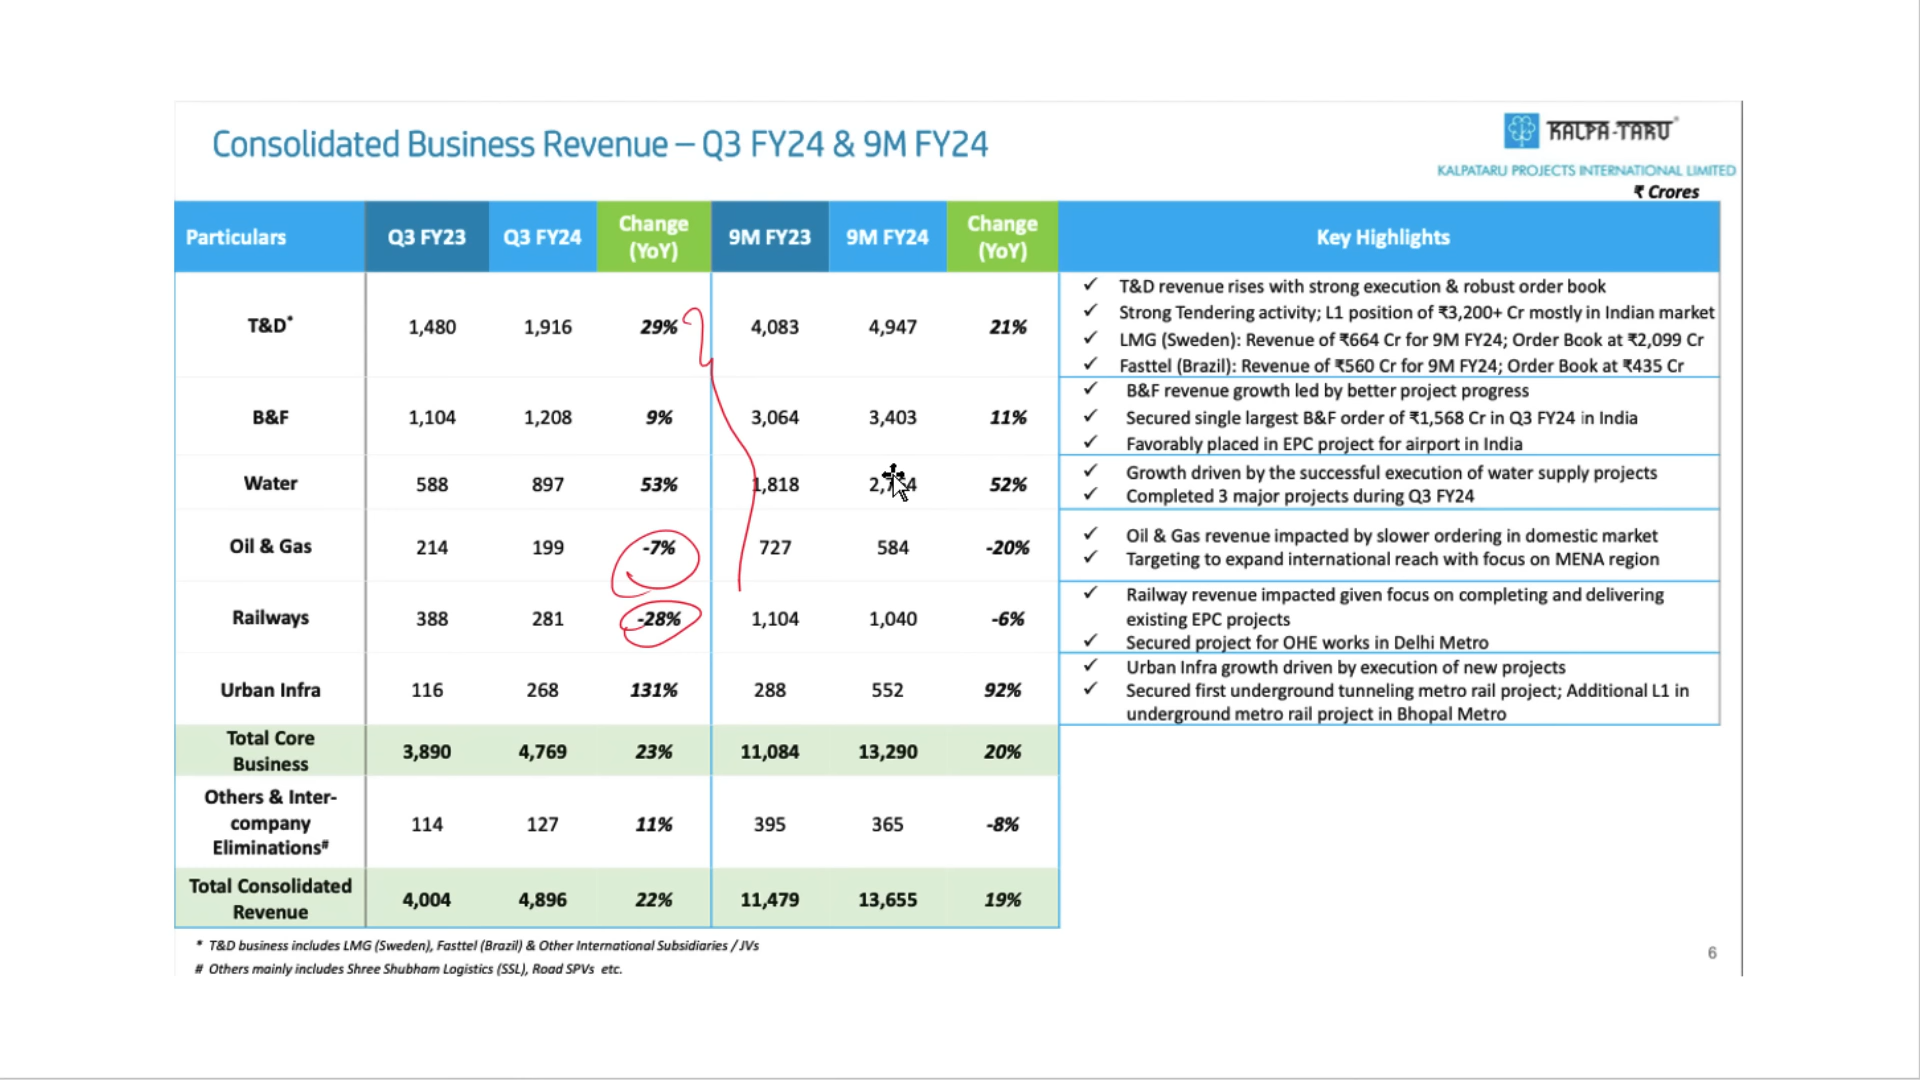 Consolidated Business Revenue – Q3 FY24 & 9M FY24
KALPA-TARU®
KALPATARU PROJECTS INTERNATIONAL LIMITED
₹ Crores
Particulars Q3 FY23 Q3 FY24 Change (YoY) 9M FY23 9M FY24 Change (YoY) Key Highlights
T&D* 1,480 1,916 29% 4,083 4,947 21%
✓ T&D revenue rises with strong execution & robust order book
✓ Strong Tendering activity; L1 position of ₹3,200+ Cr mostly in Indian market
✓ LMG (Sweden): Revenue of ₹664 Cr for 9M FY24; Order Book at ₹2,099 Cr
✓ Fasttel (Brazil): Revenue of ₹560 Cr for 9M FY24; Order Book at ₹435 Cr
B&F 1,104 1,208 9% 3,064 3,403 11%
✓ B&F revenue growth led by better project progress
✓ Secured single largest B&F order of ₹1,568 Cr in Q3 FY24 in India
✓ Favorably placed in EPC project for airport in India
Water 588 897 53% 1,818 52%
✓ Growth driven by the successful execution of water supply projects
✓ Completed 3 major projects during Q3 FY24
Oil & Gas 214 199 -7% 727 584 -20%
✓ Oil & Gas revenue impacted by slower ordering in domestic market
✓ Targeting to expand international reach with focus on MENA region
Railways 388 281 -28% 1,104 1,040 -6%
✓ Railway revenue impacted given focus on completing and delivering
existing EPC projects
✓ Secured project for OHE works in Delhi Metro
Urban Infra 116 268 131% 288 552 92%
✓ Urban Infra growth driven by execution of new projects
✓ Secured first underground tunneling metro rail project; Additional L1 in
underground metro rail project in Bhopal Metro
Total Core
Business 3,890 4,769 23% 11,084 13,290 20%
Others & Inter-
company
Eliminations# 114 127 11% 395 365 -8%
Total Consolidated
Revenue 4,004 4,896 22% 11,479 13,655 19%
* T&D business includes LMG (Sweden), Fasttel (Brazil) & Other International Subsidiaries / JVs
# Others mainly includes Shree Shubham Logistics (SSL), Road SPVs etc.
6